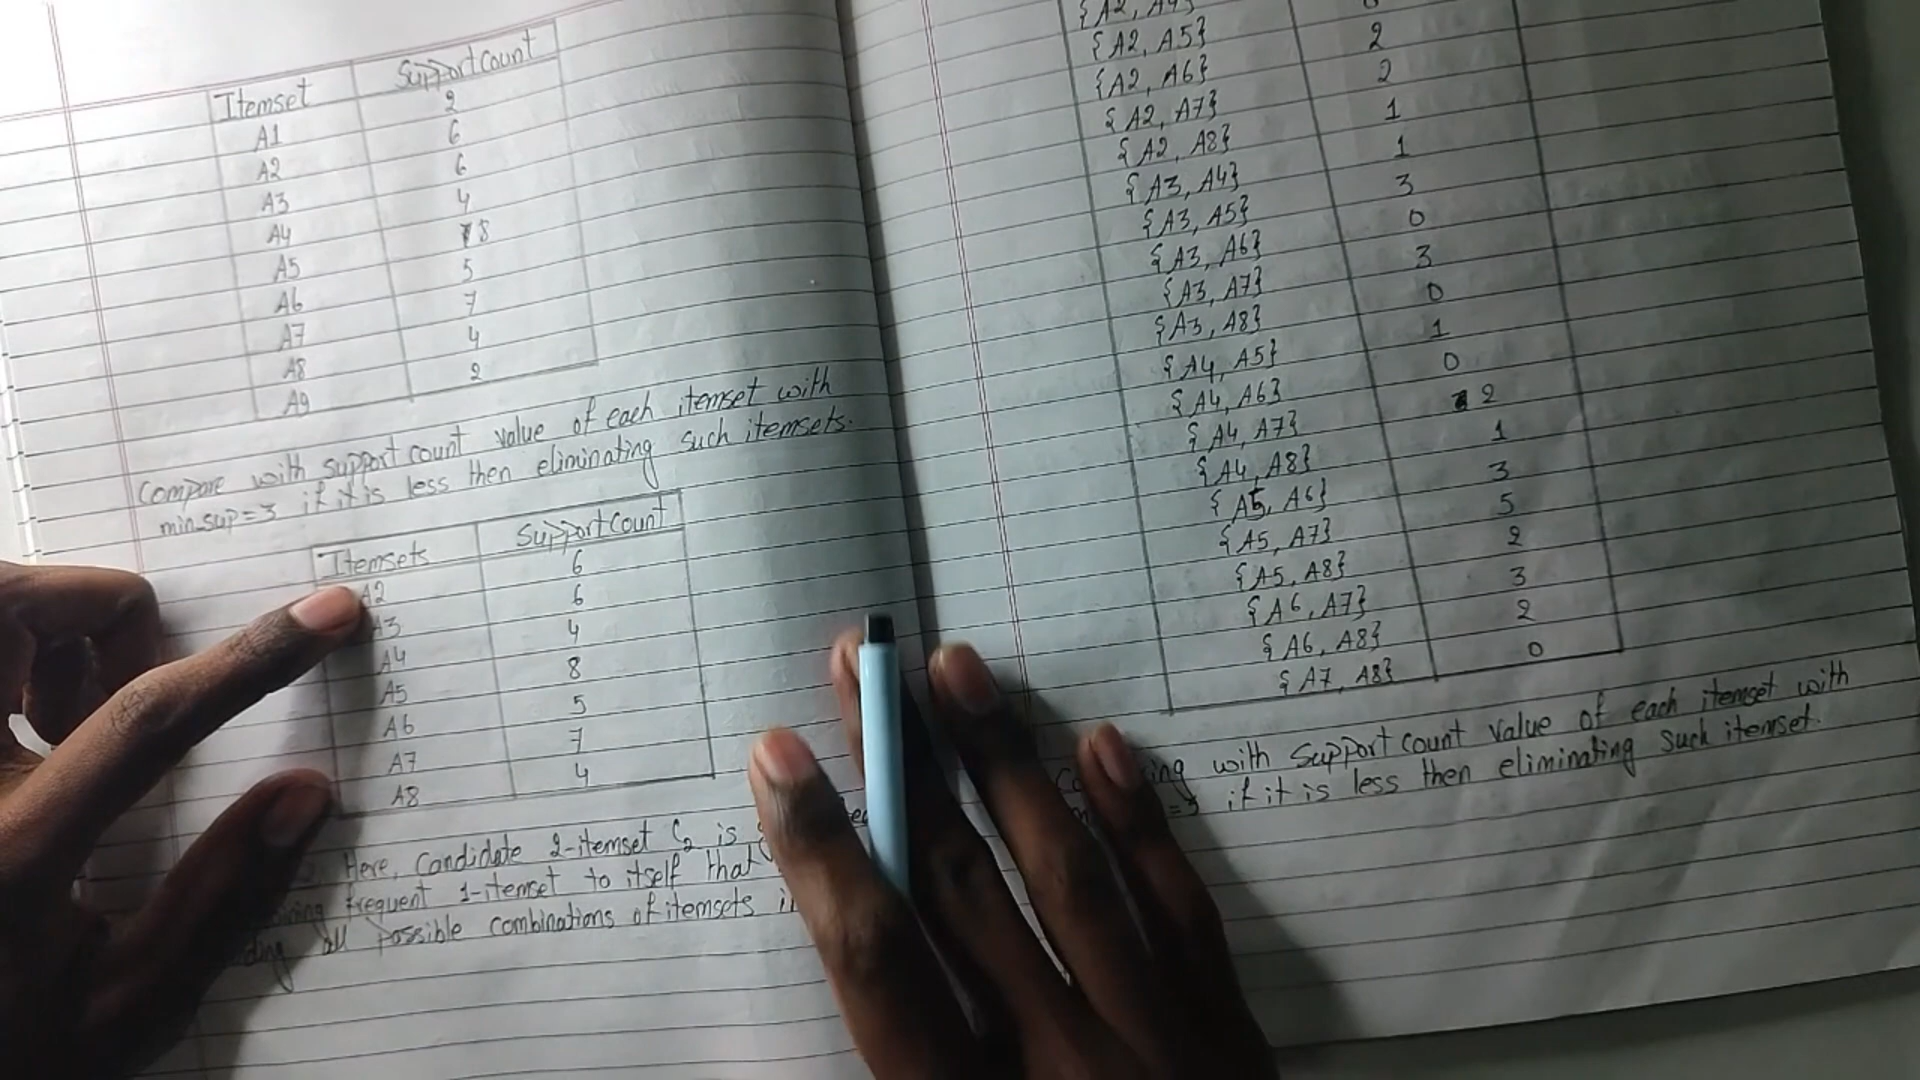 Itemset Support Count
A1 2
A2 6
A3 6
A4 4
A5 8
A6 5
A7 7
A8 4
A9 2
Compare with support count value of each itemset with
min_sup=3 if it is less then eliminating such itemsets.
Itemsets Support Count
A2 6
A3 6
A4 4
A5 8
A6 5
A7 7
A8 4
Here, Candidate 2-itemset C2 is
frequent 1-itemset to itself that
all possible combinations of itemsets
{A2, A4}
{A2, A5}
{A2, A6} 2
{A2, A7} 2
{A2, A8} 1
{A3, A4} 1
{A3, A5} 3
{A3, A6} 0
{A3, A7} 3
{A3, A8} 0
{A4, A5} 1
{A4, A6} 0
{A4, A7} 2
{A4, A8} 1
{A5, A6} 3
{A5, A7} 5
{A5, A8} 2
{A6, A7} 3
{A6, A8} 2
{A7, A8} 0
with Support count value of each itemset with
=3 if it is less then eliminating such itemset.